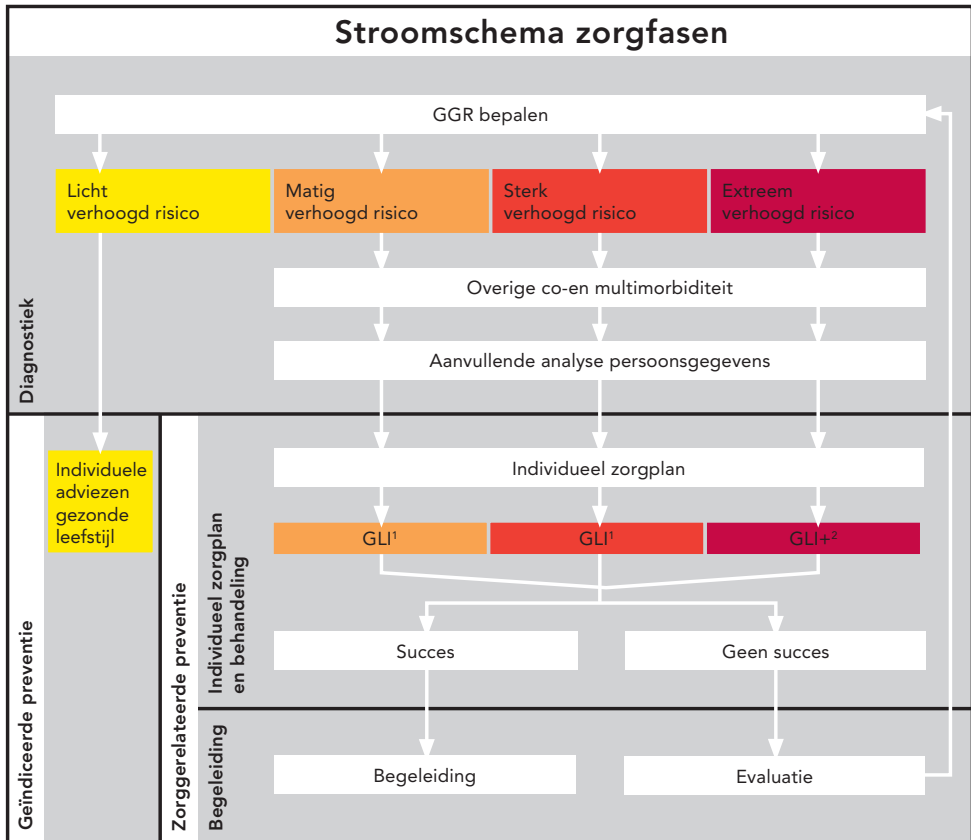 Stroomschema zorgfasen
GGR bepalen
Licht
verhoogd risico
Matig
verhoogd risico
Sterk
verhoogd risico
Extreem
verhoogd risico
Overige co-en multimorbiditeit
Aanvullende analyse persoonsgegevens
Diagnostiek
Geïndiceerde preventie
Individuele
adviezen
gezonde
leefstijl
Zorggerelateerde preventie
Individueel zorgplan
en behandeling
Individueel zorgplan
GLI¹
GLI¹
GLI+²
Succes
Geen succes
Begeleiding
Begeleiding
Evaluatie